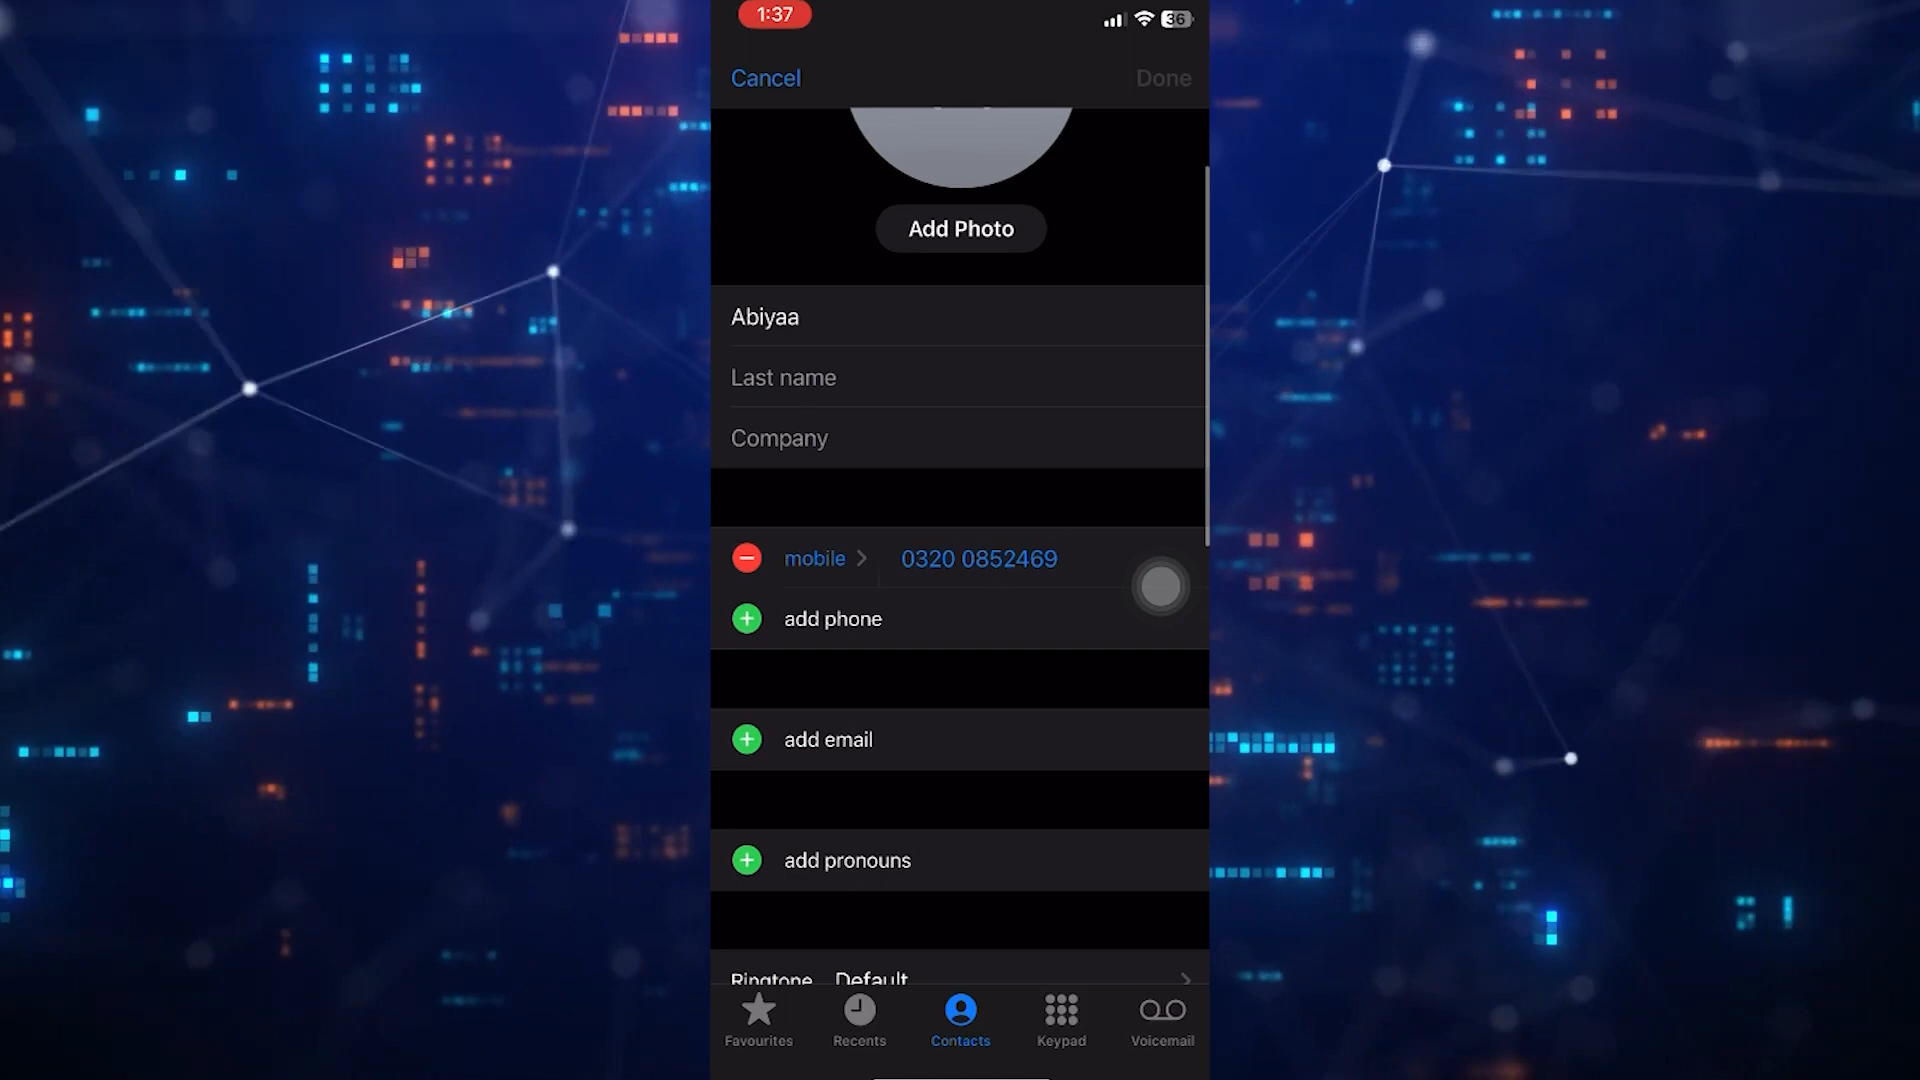 1:37
36
Cancel
Done
Add Photo
Abiyaa
Last name
Company
mobile
0320 0852469
add phone
add email
add pronouns
Ringtone Default
Favourites
Recents
Contacts
Keypad
Voicemail